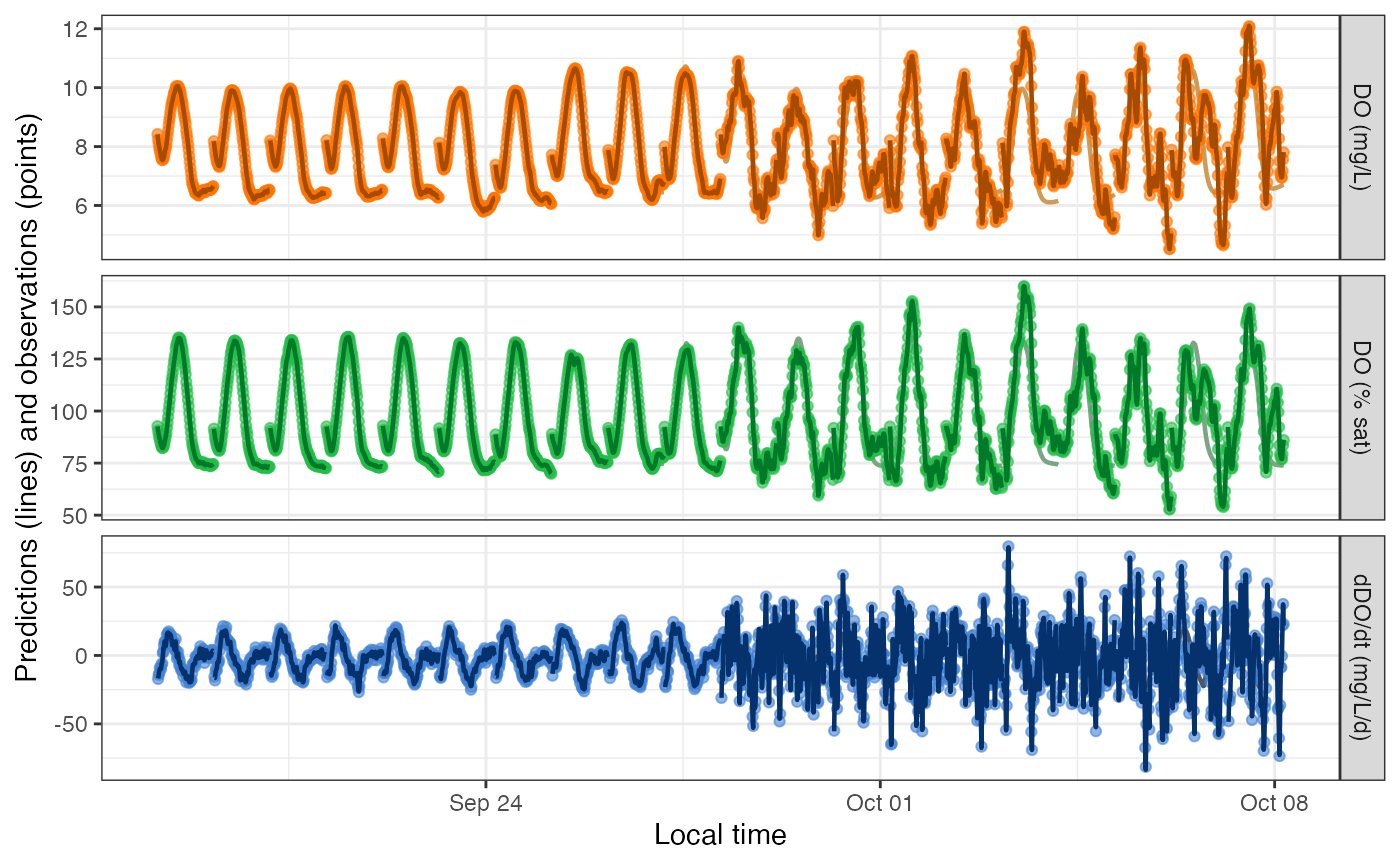 Predictions (lines) and observations (points)
12
10
8
6
DO (mg/L)
150
125
100
75
50
DO (% sat)
50
0
-50
dDO/dt (mg/L/d)
Sep 24
Oct 01
Oct 08
Local time